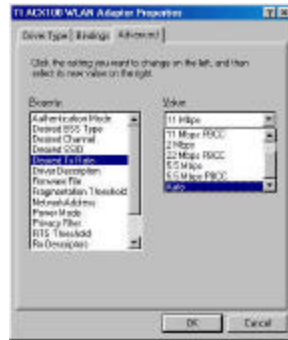 TI ACX100 WLAN Adapter Properties
Driver Type
Bindings
Advanced
Click the setting you want to change on the left, and then
select its new value on the right.
Property:
Value:
Authentication Mode
Desired BSS Type
Desired Channel
Desired SSID
Desired Tx Rate
Driver Description
Firmware File
Fragmentation Threshold
NetworkAddress
Power Mode
Privacy Filter
RTS Threshold
Rx Descriptors
11 Mbps
11 Mbps PBCC
2 Mbps
22 Mbps PBCC
5.5 Mbps
5.5 Mbps PBCC
Auto
OK
Cancel